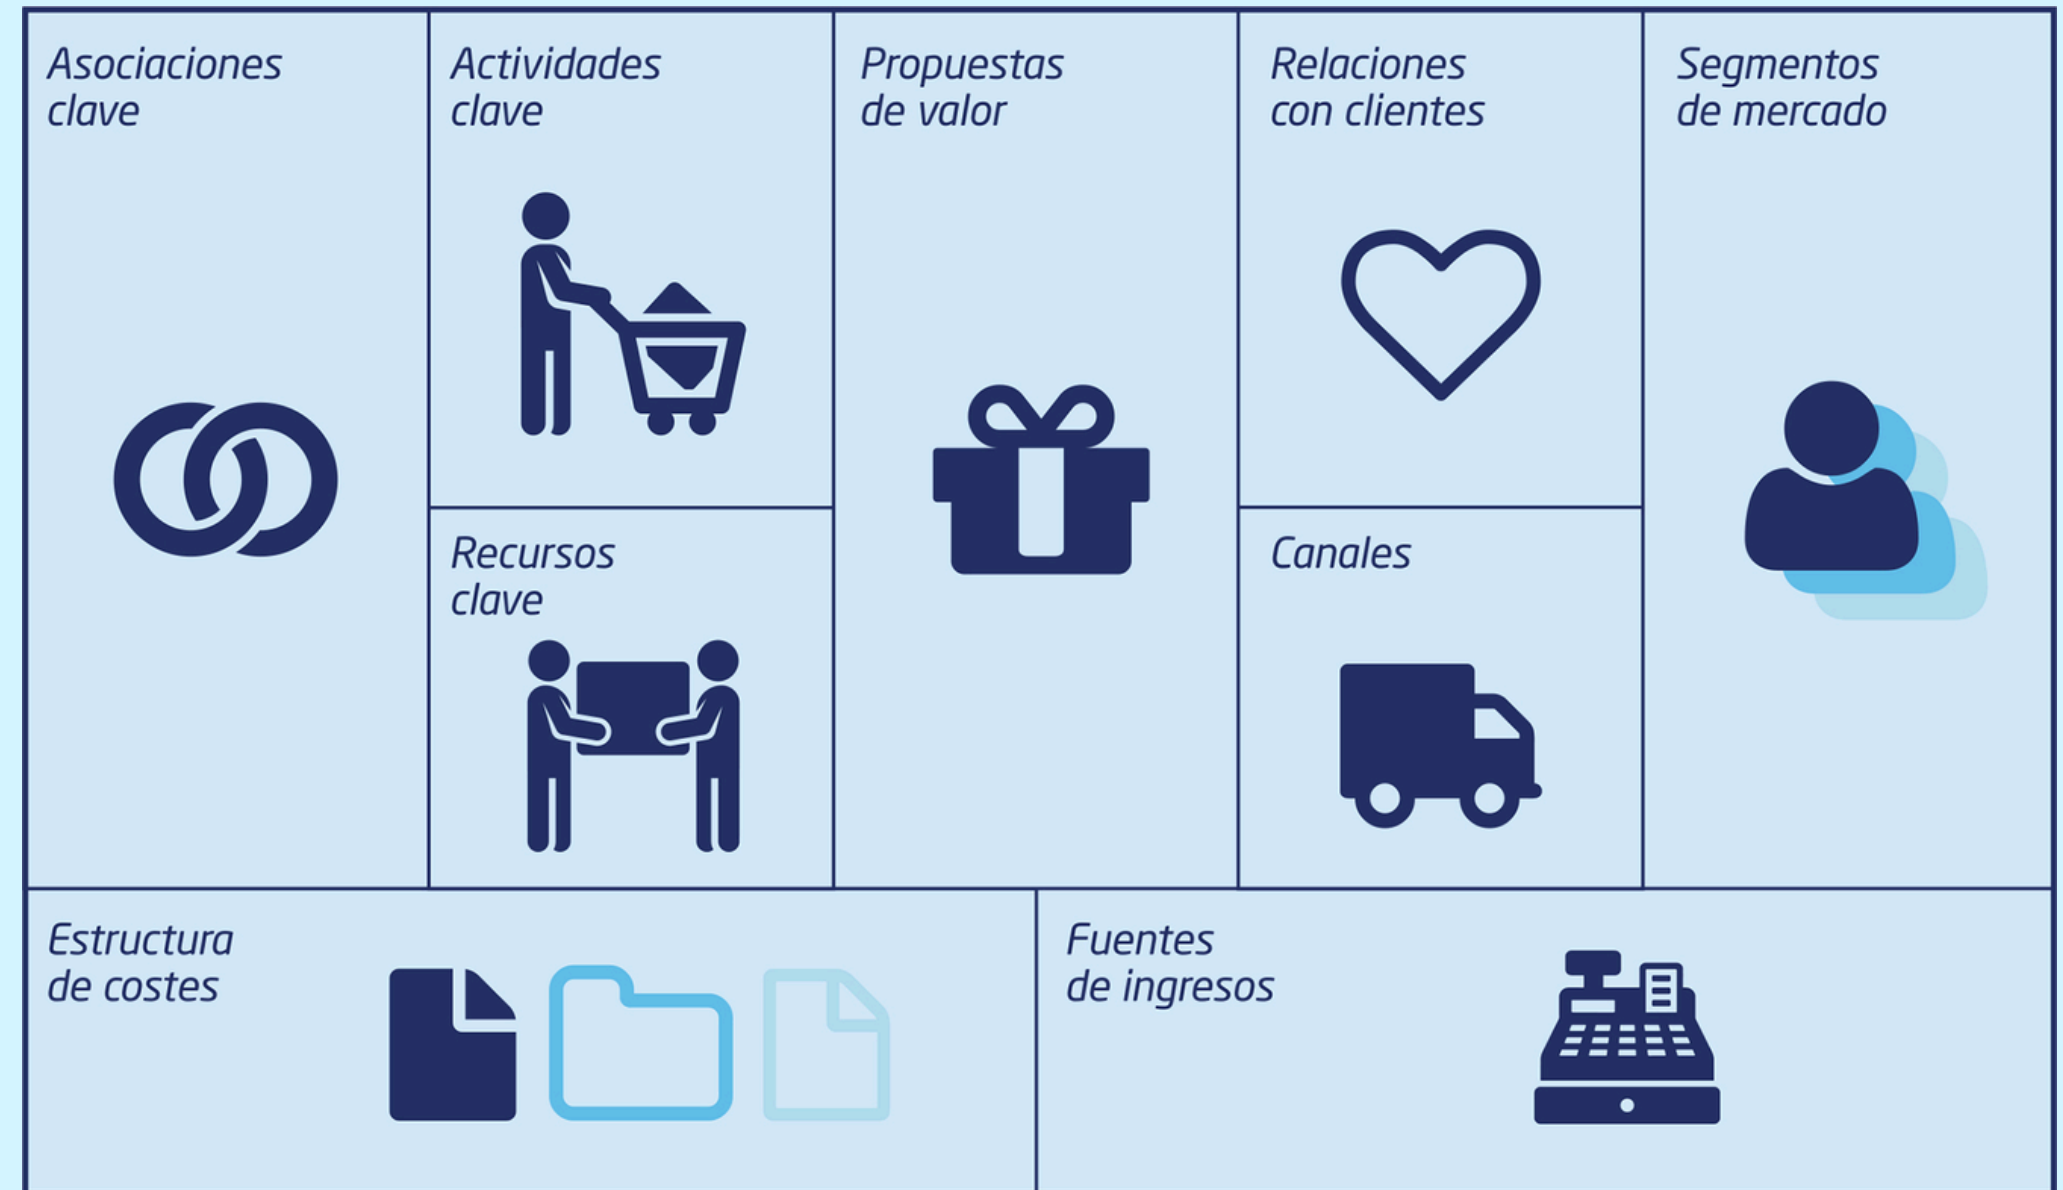 Asociaciones
clave
Actividades
clave
Propuestas
de valor
Relaciones
con clientes
Segmentos
de mercado
Recursos
clave
Canales
Estructura
de costes
Fuentes
de ingresos